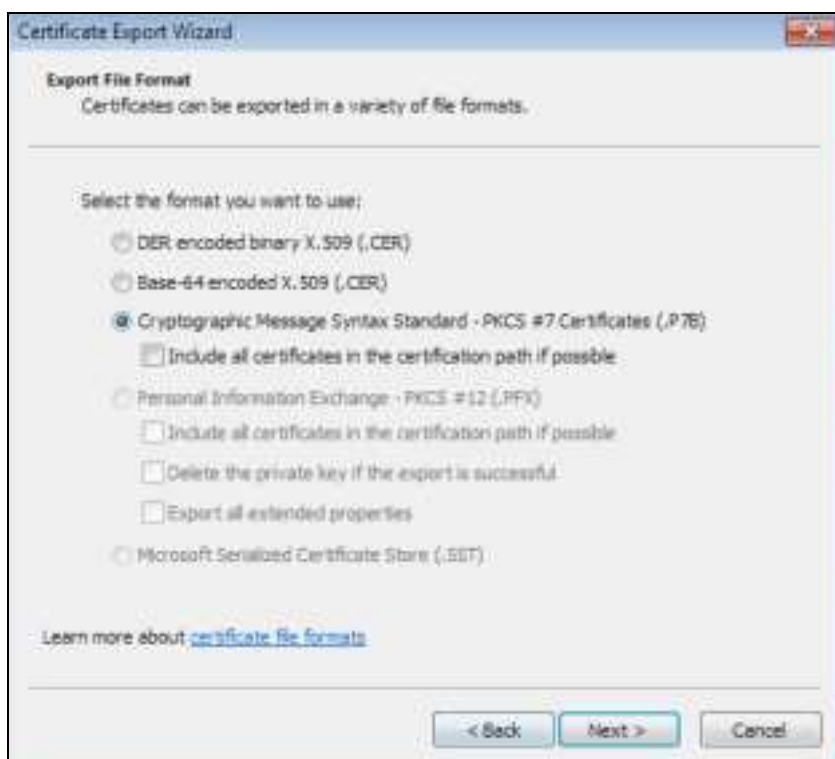 Certificate Export Wizard
Export File Format
Certificates can be exported in a variety of file formats.
Select the format you want to use:
DER encoded binary X.509 (.CER)
Base-64 encoded X.509 (.CER)
Cryptographic Message Syntax Standard - PKCS #7 Certificates (.P7B)
Include all certificates in the certification path if possible
Personal Information Exchange - PKCS #12 (.PFX)
Include all certificates in the certification path if possible
Delete the private key if the export is successful
Export all extended properties
Microsoft Serialized Certificate Store (.SST)
Learn more about certificate file formats
< Back Next > Cancel